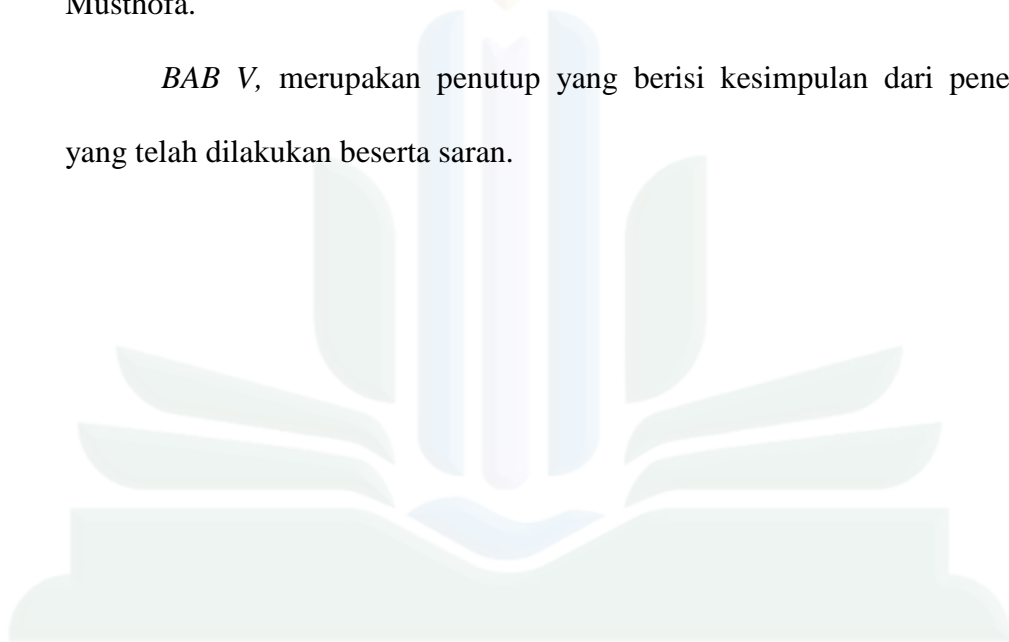 Musthofa.
BAB V, merupakan penutup yang berisi kesimpulan dari pene
yang telah dilakukan beserta saran.